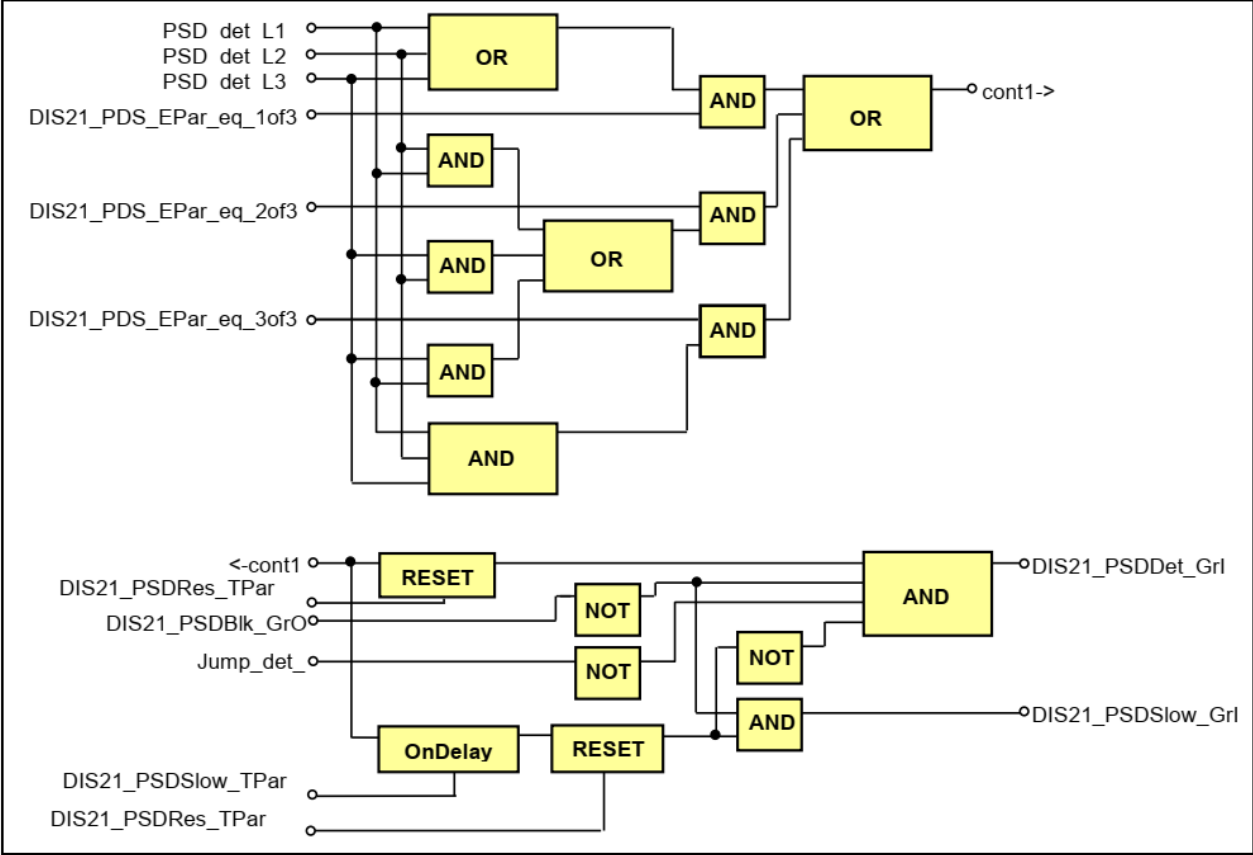 PSD det L1
OR
PSD det L2
PSD det L3
AND
cont1->
DIS21_PDS_EPar_eq_1of3
OR
AND
DIS21_PDS_EPar_eq_2of3
AND
OR
AND
DIS21_PDS_EPar_eq_3of3
AND
AND
AND
<-cont1
RESET
DIS21_PSDDet_GrI
DIS21_PSDRes_TPar
AND
DIS21_PSDBlk_GrO
NOT
Jump_det_
NOT
NOT
DIS21_PSDSlow_GrI
AND
OnDelay
RESET
DIS21_PSDSlow_TPar
DIS21_PSDRes_TPar